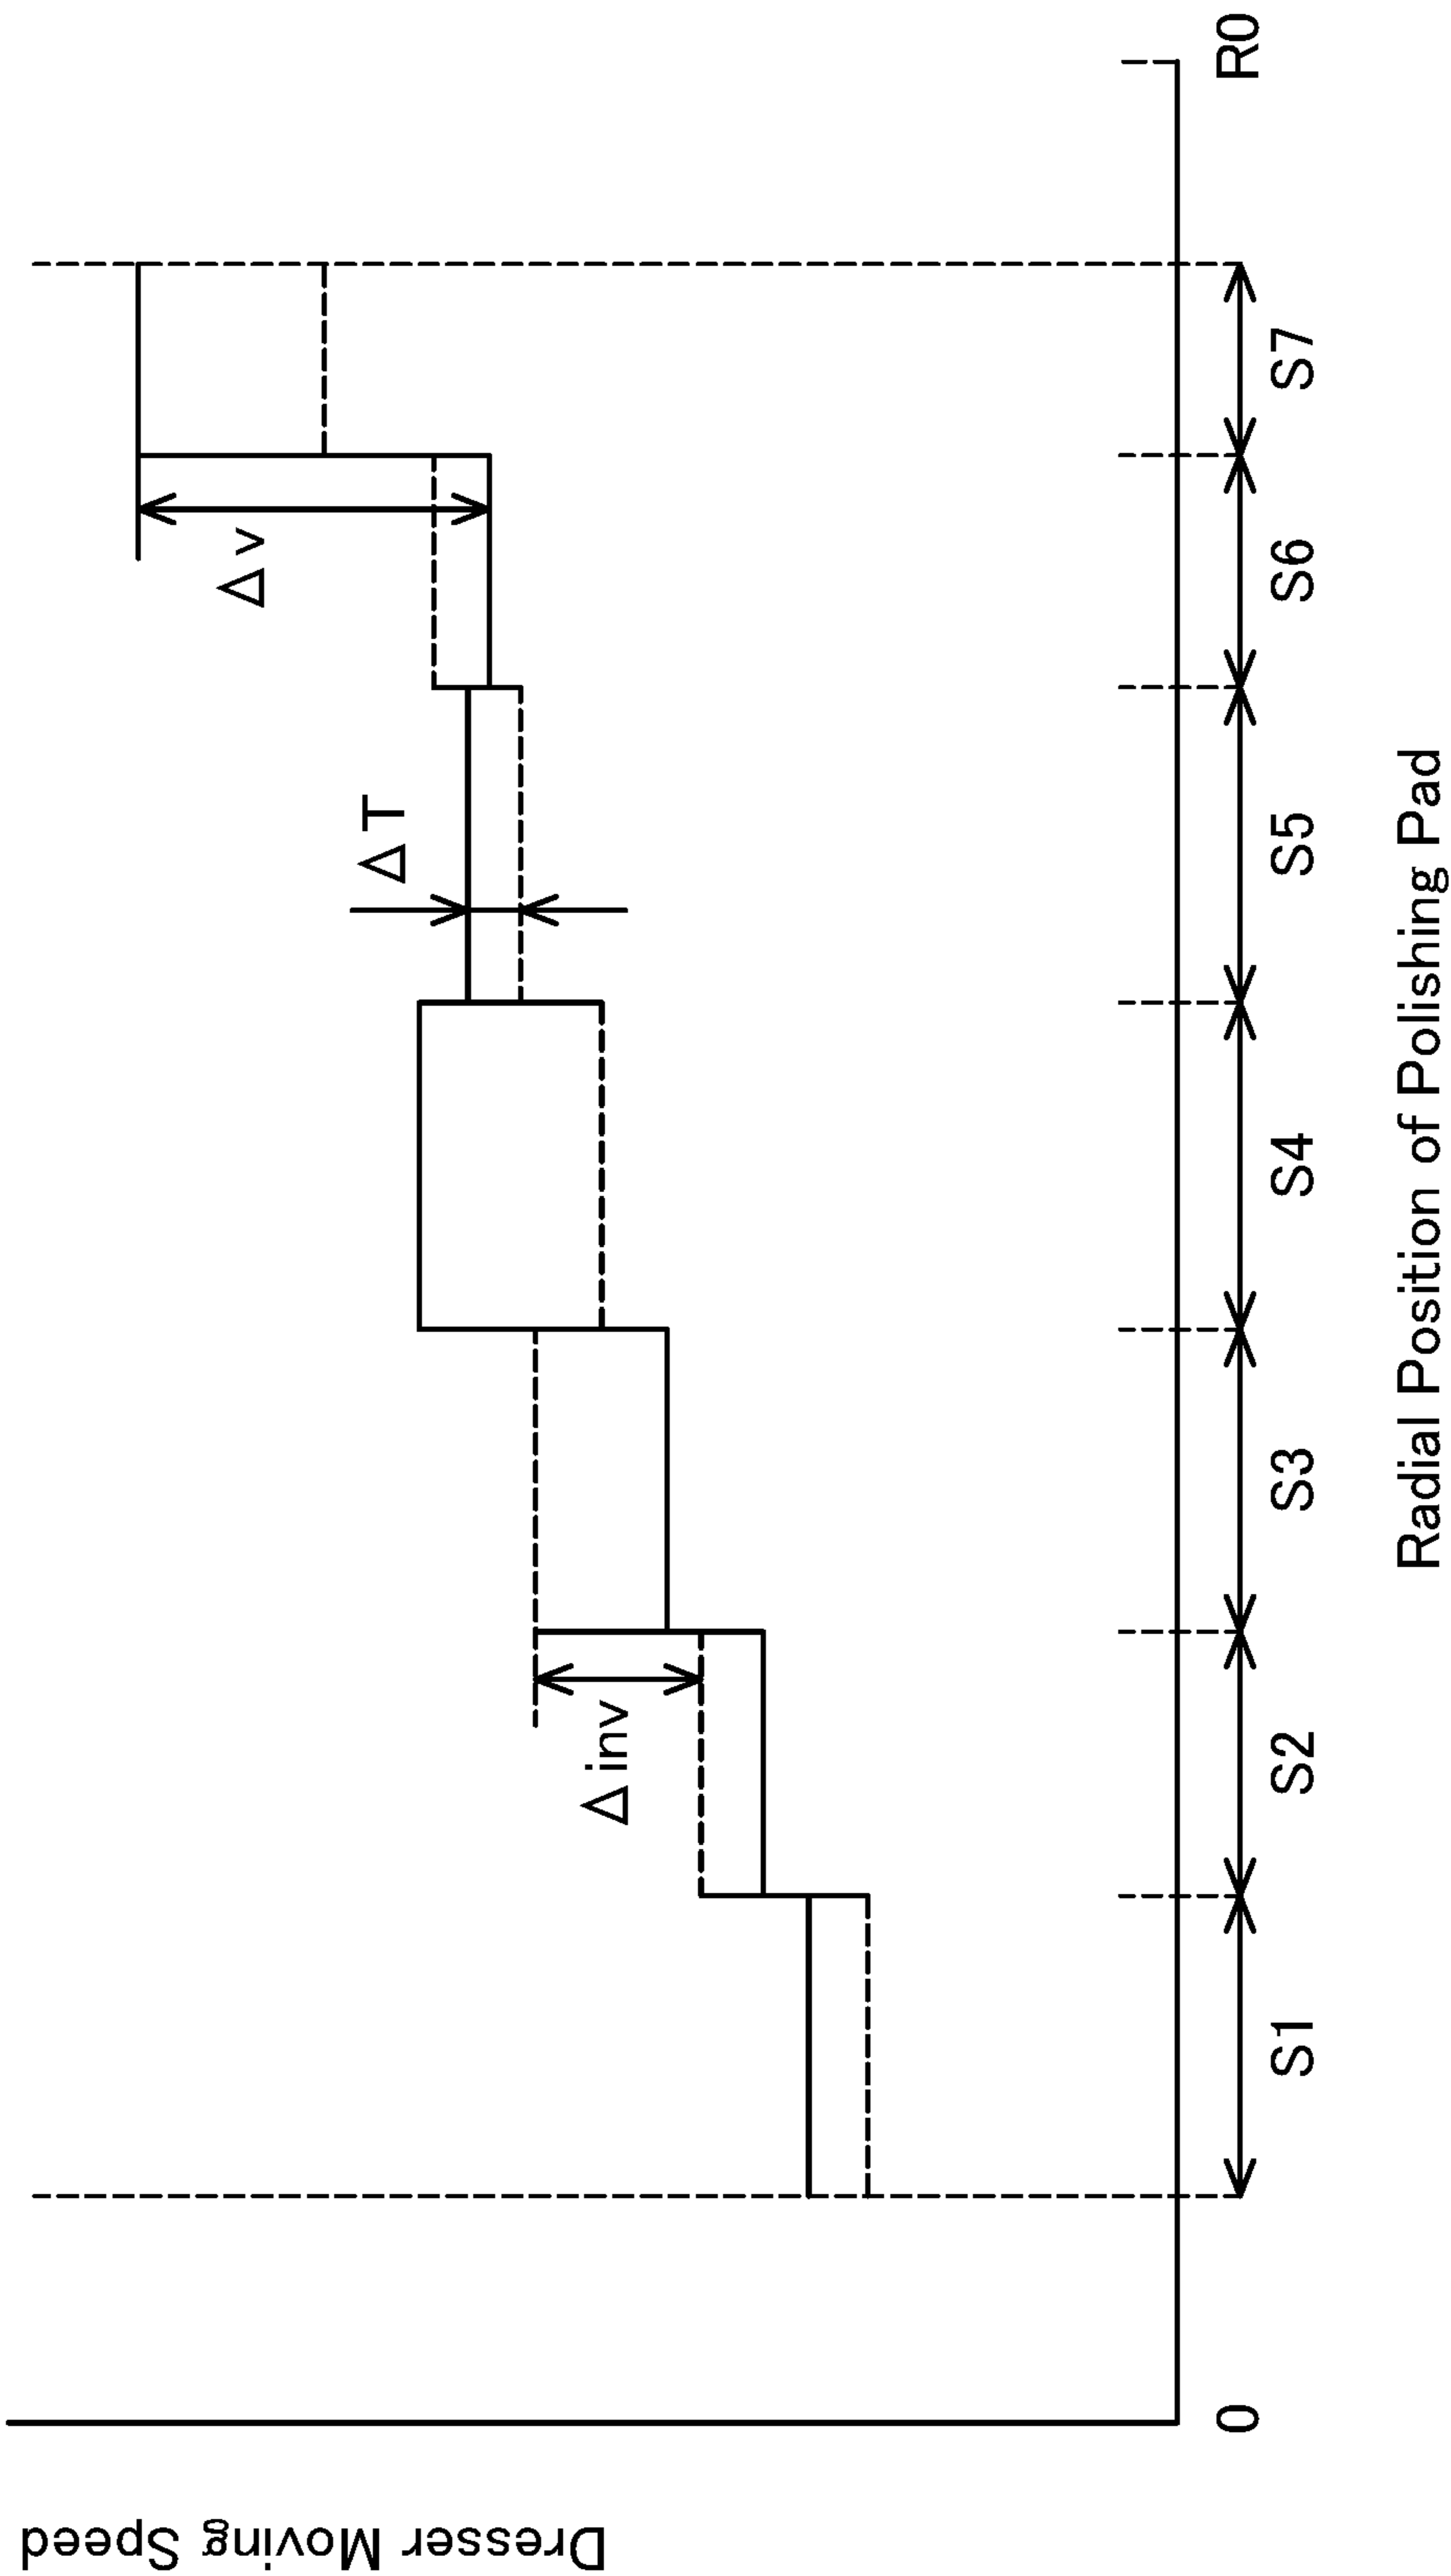 Dresser Moving Speed
Δinv
ΔT
Δv
0
R0
S1
S2
S3
S4
S5
S6
S7
Radial Position of Polishing Pad